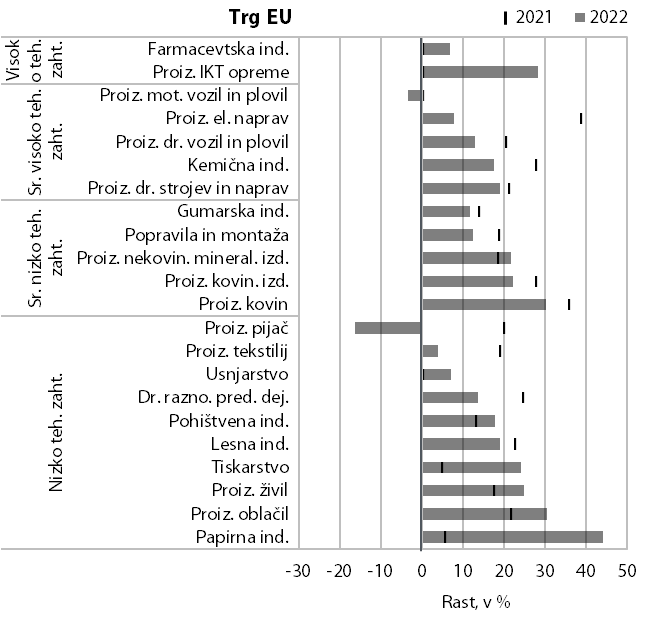 Trg EU
2021
2022
Visok
o teh.
zaht.
Farmacevtska ind.
Proiz. IKT opreme
Sr. visoko teh.
zaht.
Proiz. mot. vozil in plovil
Proiz. el. naprav
Proiz. dr. vozil in plovil
Kemična ind.
Proiz. dr. strojev in naprav
Sr. nizko teh.
zaht.
Gumarska ind.
Popravila in montaža
Proiz. nekovin. mineral. izd.
Proiz. kovin. izd.
Proiz. kovin
Nizko teh. zaht.
Proiz. pijač
Proiz. tekstilij
Usnjarstvo
Dr. razno. pred. dej.
Pohištvena ind.
Lesna ind.
Tiskarstvo
Proiz. živil
Proiz. oblačil
Papirna ind.
-30 -20 -10 0 10 20 30 40 50
Rast, v %